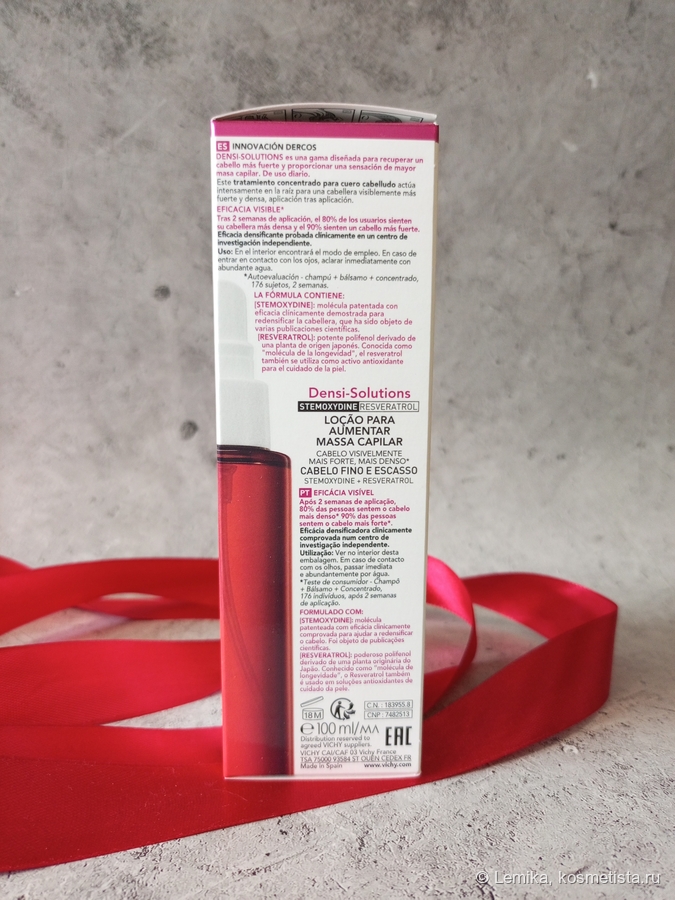 ES INNOVACIÓN DERCOS
DENSI-SOLUTIONS es una gama diseñada para recuperar un
cabello más fuerte y proporcionar una sensación de mayor
masa capilar. De uso diario.
Este tratamiento concentrado para cuero cabelludo actúa
intensamente en la raíz para una cabellera visiblemente más
fuerte y densa, aplicación tras aplicación.
EFICACIA VISIBLE*
Tras 2 semanas de aplicación, el 80% de los usuarios sienten
su cabellera más densa y el 90% sienten un cabello más fuerte.
Eficacia densificante probada clínicamente en un centro de
investigación independiente.
Uso: En el interior encontrará el modo de empleo. En caso de
entrar en contacto con los ojos, aclarar inmediatamente con
abundante agua.
*Autoevaluación - champú + bálsamo + concentrado,
176 sujetos, 2 semanas.
LA FÓRMULA CONTIENE:
[STEMOXYDINE]: molécula patentada con
eficacia clínicamente demostrada para
redensificar la cabellera, que ha sido objeto de
varias publicaciones científicas.
[RESVERATROL]: potente polifenol derivado de
una planta de origen japonés. Conocida como
"molécula de la longevidad", el resveratrol
también se utiliza como activo antioxidante
para el cuidado de la piel.
Densi-Solutions
STEMOXYDINE RESVERATROL
LOÇÃO PARA
AUMENTAR
MASSA CAPILAR
CABELO VISIVELMENTE
MAIS FORTE, MAIS DENSO*
CABELO FINO E ESCASSO
STEMOXYDINE + RESVERATROL
PT EFICÁCIA VISÍVEL
Após 2 semanas de aplicação,
80% das pessoas sentem o cabelo
mais denso* 90% das pessoas
sentem o cabelo mais forte*.
Eficácia densificadora clinicamente
comprovada num centro de
investigação independente.
Utilização: Ver no interior desta
embalagem. Em caso de contacto
com os olhos, passar imediata
e abundantemente por água.
*Teste de consumidor - Champô
+ Bálsamo + Concentrado,
176 indivíduos, após 2 semanas
de aplicação.
FORMULADO COM:
[STEMOXYDINE]: molécula
patenteada com eficácia clinicamente
comprovada para ajudar a redensificar
o cabelo. Foi objeto de publicações
científicas.
[RESVERATROL]: poderoso polifenol
derivado de uma planta originária do
Japão. Conhecido como "molécula de
longevidade", o Resveratrol também
é usado em soluções antioxidantes de
cuidado da pele.
18M
C.N.: 183955.8
CNP: 7482513
e 100 ml/МЛ EAC
Distribution reserved to
agreed VICHY suppliers.
VICHY CAI/CAF 03 Vichy France
TSA 75000 93584 ST OUEN CEDEX FR
Made in Spain www.vichy.com
© Lemika, kosmetista.ru